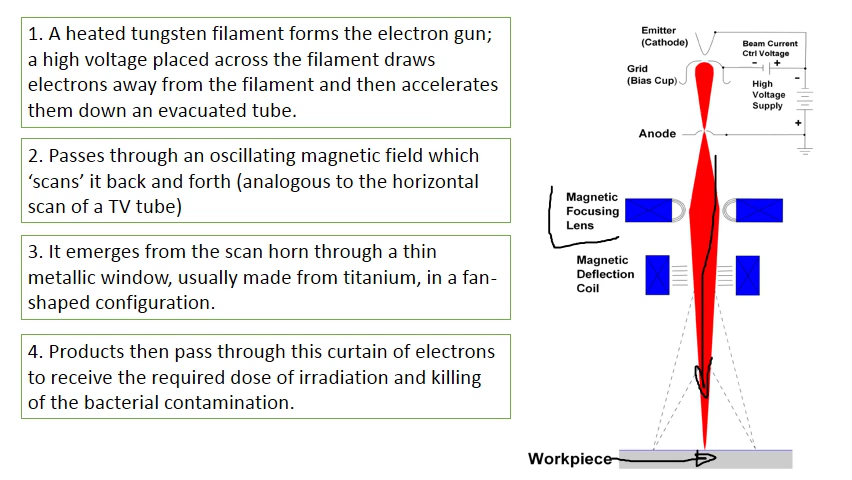 1. A heated tungsten filament forms the electron gun;
a high voltage placed across the filament draws
electrons away from the filament and then accelerates
them down an evacuated tube.
2. Passes through an oscillating magnetic field which
‘scans’ it back and forth (analogous to the horizontal
scan of a TV tube)
3. It emerges from the scan horn through a thin
metallic window, usually made from titanium, in a fan-
shaped configuration.
4. Products then pass through this curtain of electrons
to receive the required dose of irradiation and killing
of the bacterial contamination.
Emitter
(Cathode)
Beam Current
Ctrl Voltage
- +
Grid
(Bias Cup)
-
High
Voltage
Supply
+
Anode
Magnetic
Focusing
Lens
Magnetic
Deflection
Coil
Workpiece